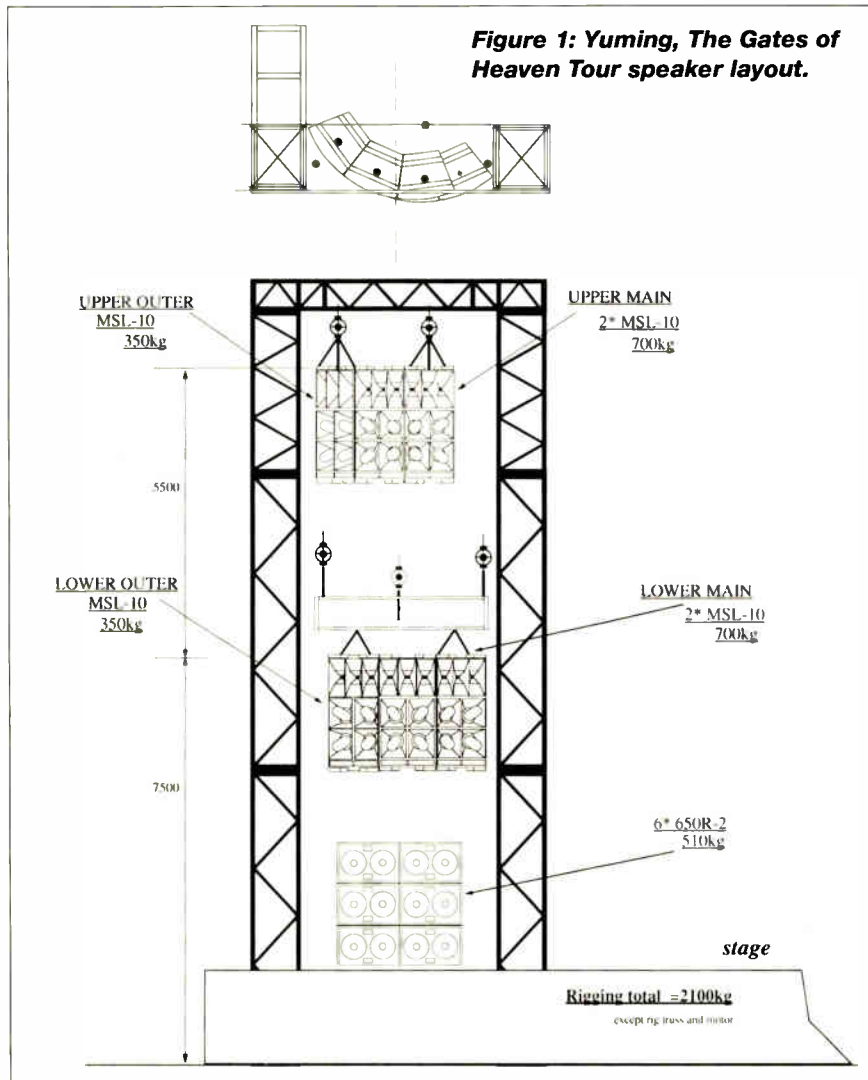 Figure 1: Yuming, The Gates of
Heaven Tour speaker layout.
UPPER OUTER
MSL-10
350kg
UPPER MAIN
2* MSL-10
700kg
5500
LOWER OUTER
MSL-10
350kg
LOWER MAIN
2* MSL-10
700kg
7500
6* 650R-2
510kg
stage
Rigging total =2100kg
except rig truss and motor